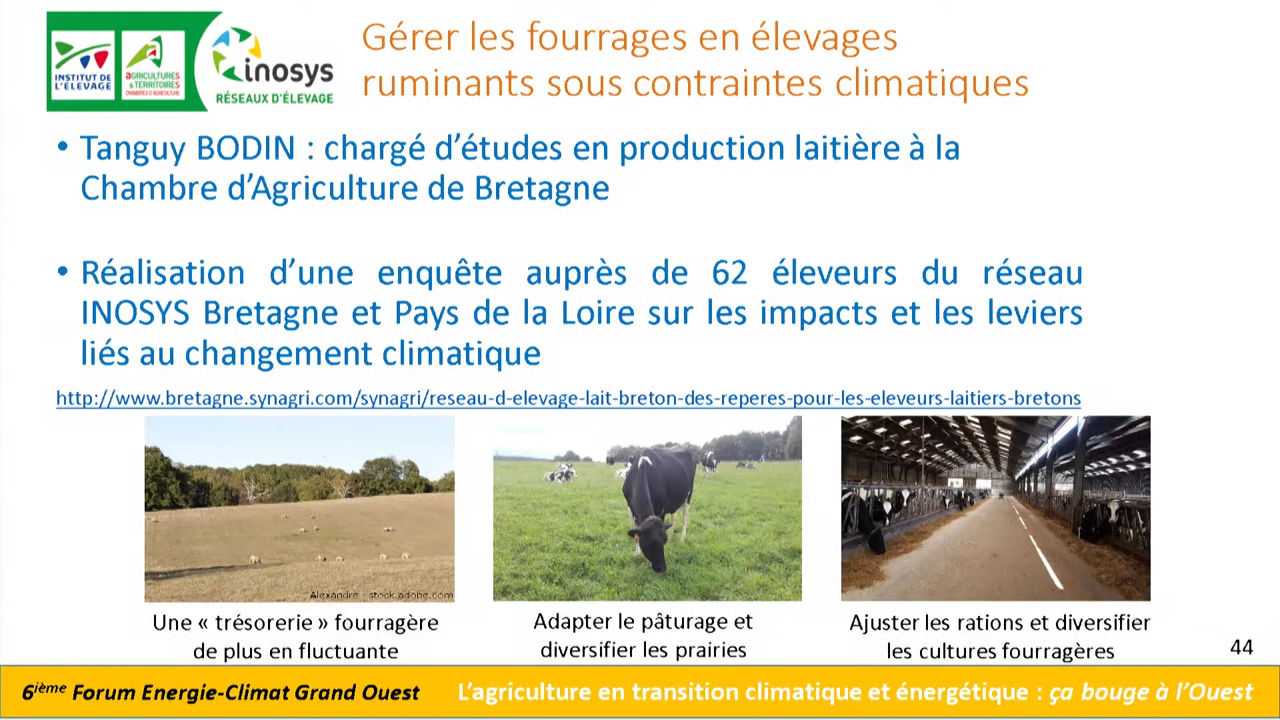 INSTITUT DE
L'ÉLEVAGE
AGRICULTURES
& TERRITOIRES
CHAMBRES D'AGRICULTURE
inosys
RÉSEAUX D'ÉLEVAGE
Gérer les fourrages en élevages
ruminants sous contraintes climatiques
• Tanguy BODIN : chargé d'études en production laitière à la
Chambre d'Agriculture de Bretagne
• Réalisation d'une enquête auprès de 62 éleveurs du réseau
INOSYS Bretagne et Pays de la Loire sur les impacts et les leviers
liés au changement climatique
http://www.bretagne.synagri.com/synagri/reseau-d-elevage-lait-breton-des-reperes-pour-les-eleveurs-laitiers-bretons
Alexandre - stock.adobe.com
Une « trésorerie » fourragère
de plus en fluctuante
Adapter le pâturage et
diversifier les prairies
Ajuster les rations et diversifier
les cultures fourragères
44
6ième Forum Energie-Climat Grand Ouest
L'agriculture en transition climatique et énergétique : ça bouge à l'Ouest